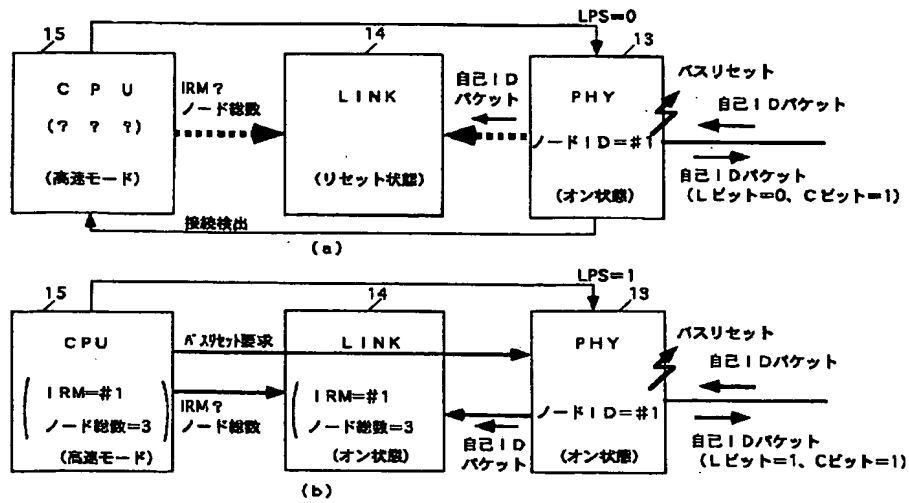 LPS=0
15
14
13
CPU
(???)
(高速モード)
IRM?
ノード総数
LINK
(リセット状態)
自己ID
パケット
PHY
ノードID=#1
(オン状態)
バスリセット
自己IDパケット
自己IDパケット
(Lビット=0、Cビット=1)
接続検出
(a)
LPS=1
15
14
13
CPU
IRM=#1
ノード総数=3
(高速モード)
バスリセット要求
IRM?
ノード総数
LINK
IRM=#1
ノード総数=3
(オン状態)
自己ID
パケット
PHY
ノードID=#1
(オン状態)
バスリセット
自己IDパケット
自己IDパケット
(Lビット=1、Cビット=1)
(b)